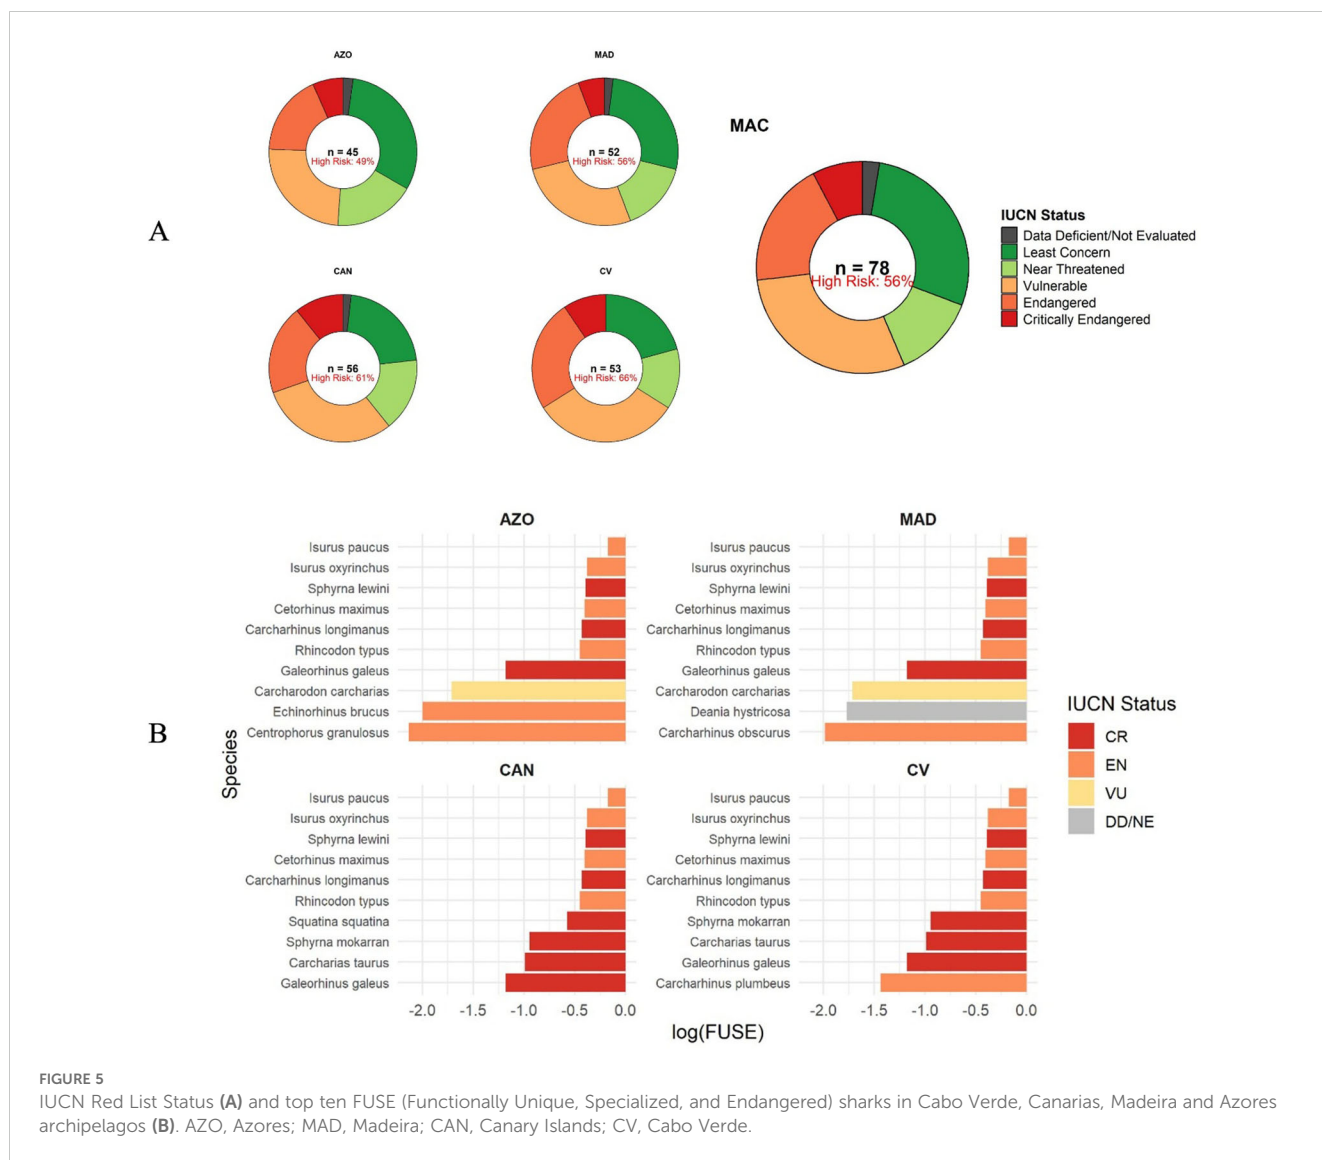 AZO
MAD
MAC
n = 45
High Risk: 49%
n = 52
High Risk: 56%
A
n = 78
High Risk: 56%
IUCN Status
Data Deficient/Not Evaluated
Least Concern
Near Threatened
Vulnerable
Endangered
Critically Endangered
CAN
CV
n = 56
High Risk: 61%
n = 53
High Risk: 66%
B
Species
AZO
Isurus paucus
Isurus oxyrinchus
Sphyrna lewini
Cetorhinus maximus
Carcharhinus longimanus
Rhincodon typus
Galeorhinus galeus
Carcharodon carcharias
Echinorhinus brucus
Centrophorus granulosus
MAD
Isurus paucus
Isurus oxyrinchus
Sphyrna lewini
Cetorhinus maximus
Carcharhinus longimanus
Rhincodon typus
Galeorhinus galeus
Carcharodon carcharias
Deania hystricosa
Carcharhinus obscurus
CAN
Isurus paucus
Isurus oxyrinchus
Sphyrna lewini
Cetorhinus maximus
Carcharhinus longimanus
Rhincodon typus
Squatina squatina
Sphyrna mokarran
Carcharias taurus
Galeorhinus galeus
-2.0 -1.5 -1.0 -0.5 0.0
CV
Isurus paucus
Isurus oxyrinchus
Sphyrna lewini
Cetorhinus maximus
Carcharhinus longimanus
Rhincodon typus
Sphyrna mokarran
Carcharias taurus
Galeorhinus galeus
Carcharhinus plumbeus
-2.0 -1.5 -1.0 -0.5 0.0
log(FUSE)
IUCN Status
CR
EN
VU
DD/NE
FIGURE 5
IUCN Red List Status (A) and top ten FUSE (Functionally Unique, Specialized, and Endangered) sharks in Cabo Verde, Canarias, Madeira and Azores
archipelagos (B). AZO, Azores; MAD, Madeira; CAN, Canary Islands; CV, Cabo Verde.